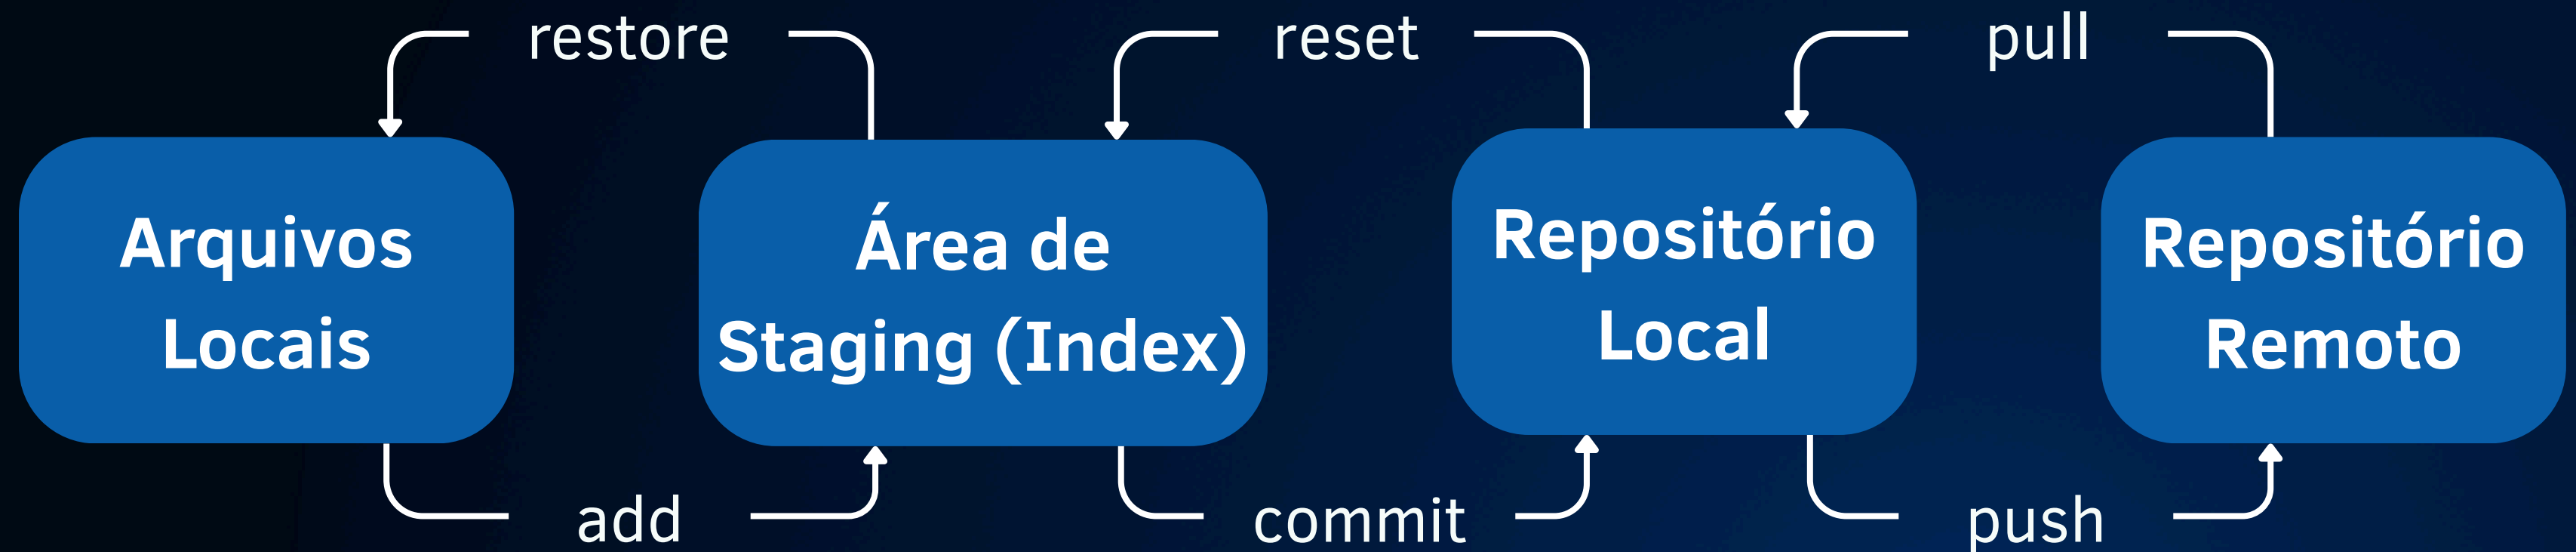 restore
reset
pull
Arquivos
Locais
Área de
Staging (Index)
Repositório
Local
Repositório
Remoto
add
commit
push